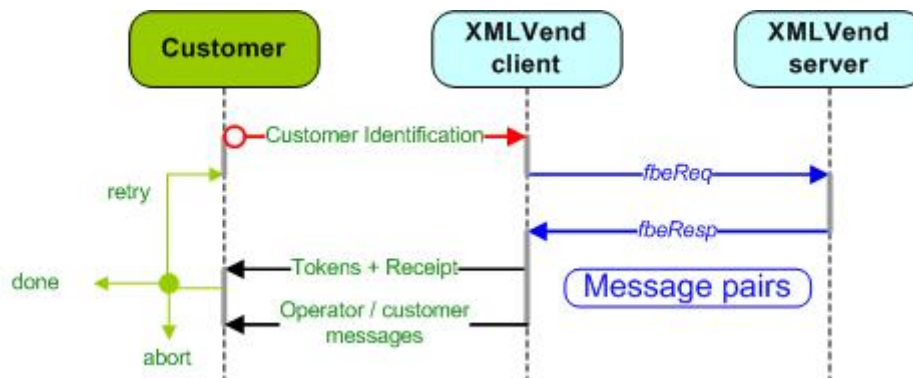 Customer
XMLVend
client
XMLVend
server
Customer Identification
fbeReq
retry
fbeResp
Tokens + Receipt
done
Message pairs
Operator / customer
messages
abort